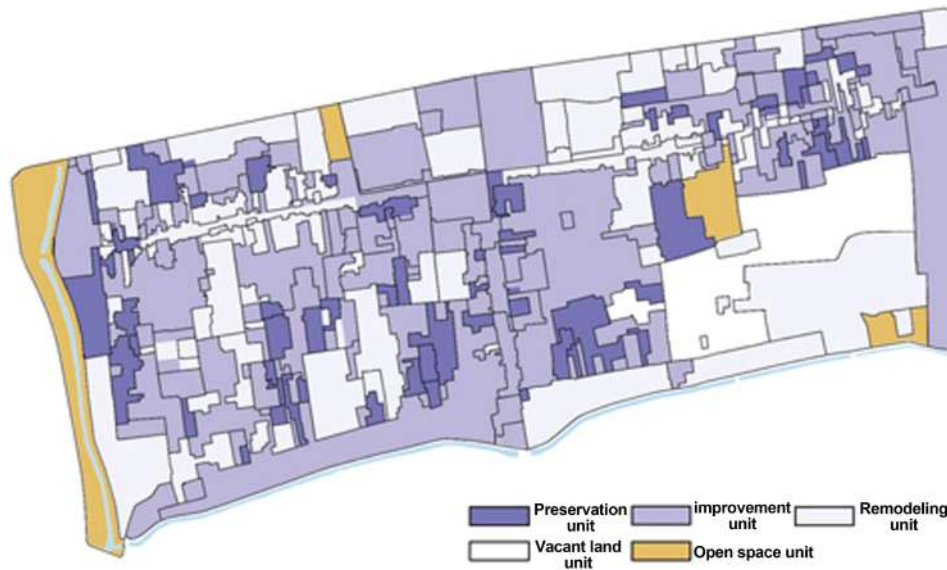 Preservation
unit
improvement
unit
Remodeling
unit
Vacant land
unit
Open space unit